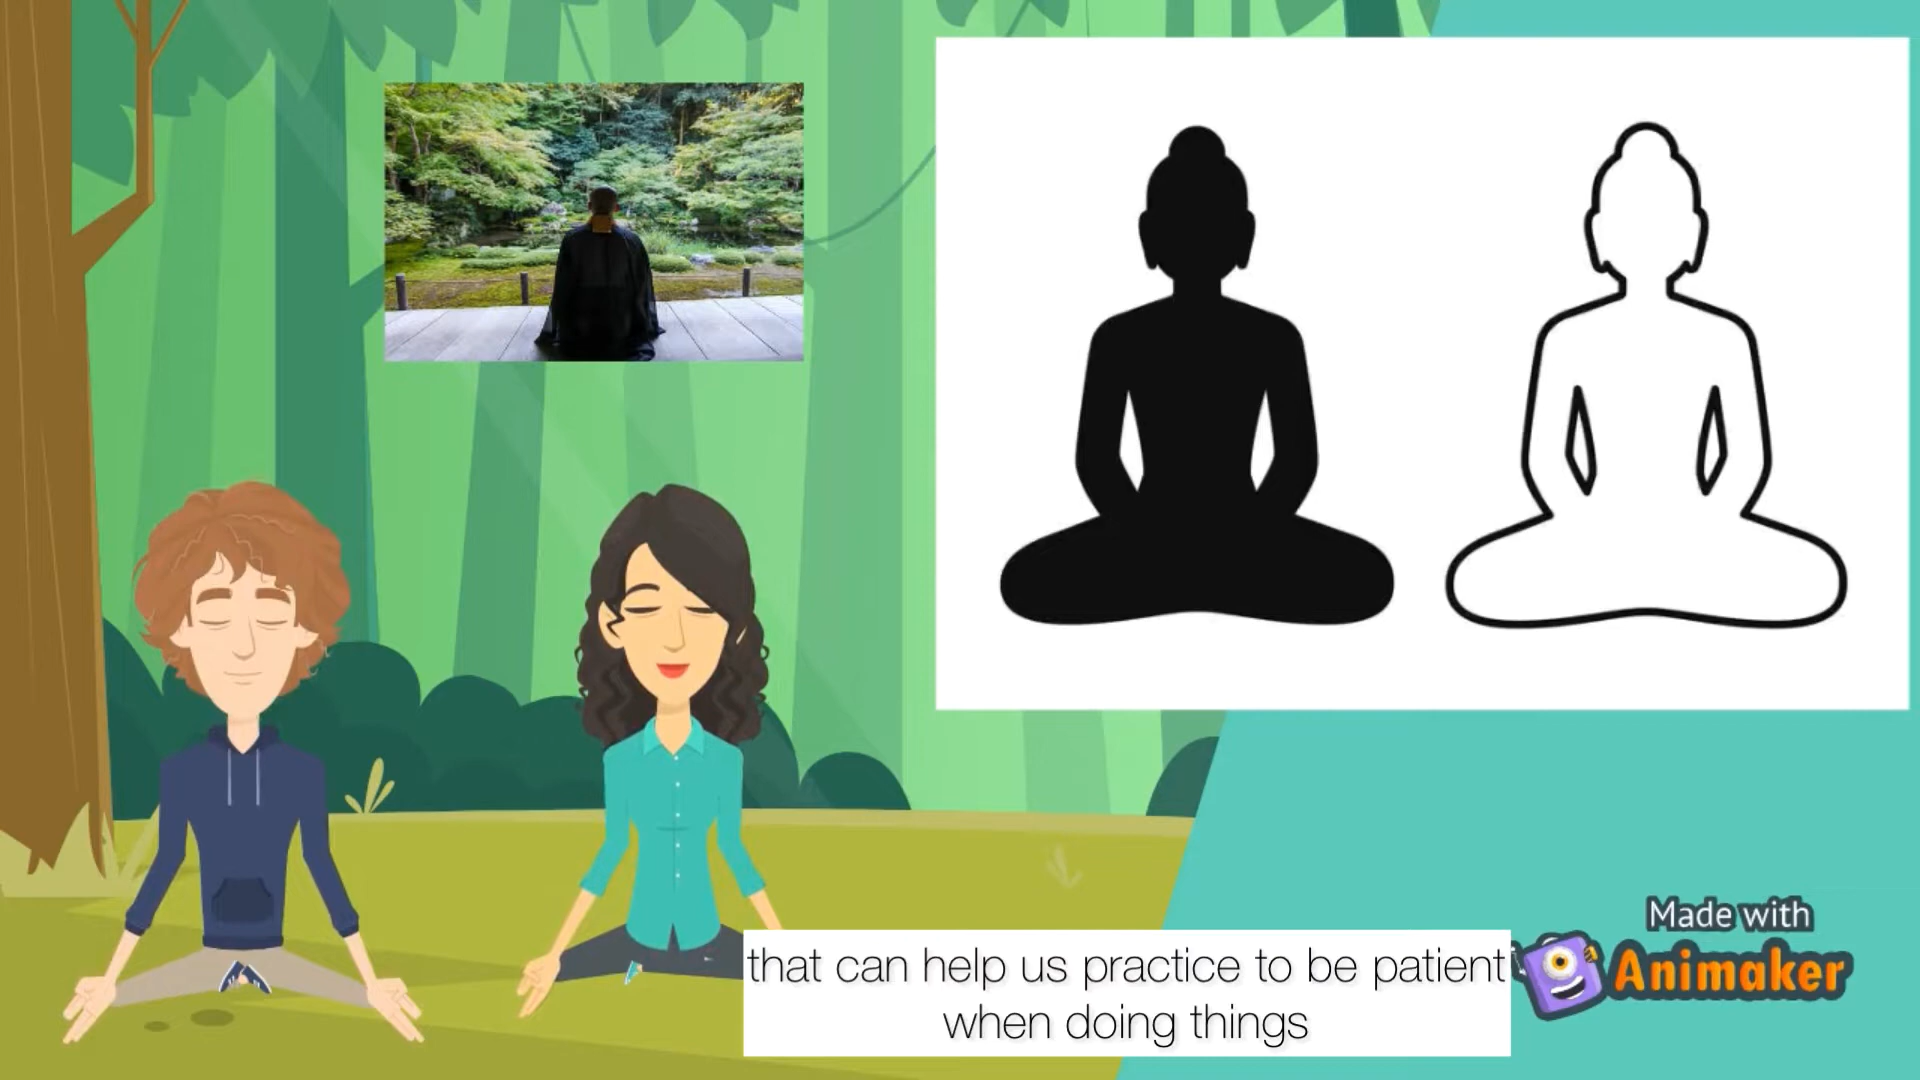 that can help us practice to be patient
when doing things
Made with
Animaker